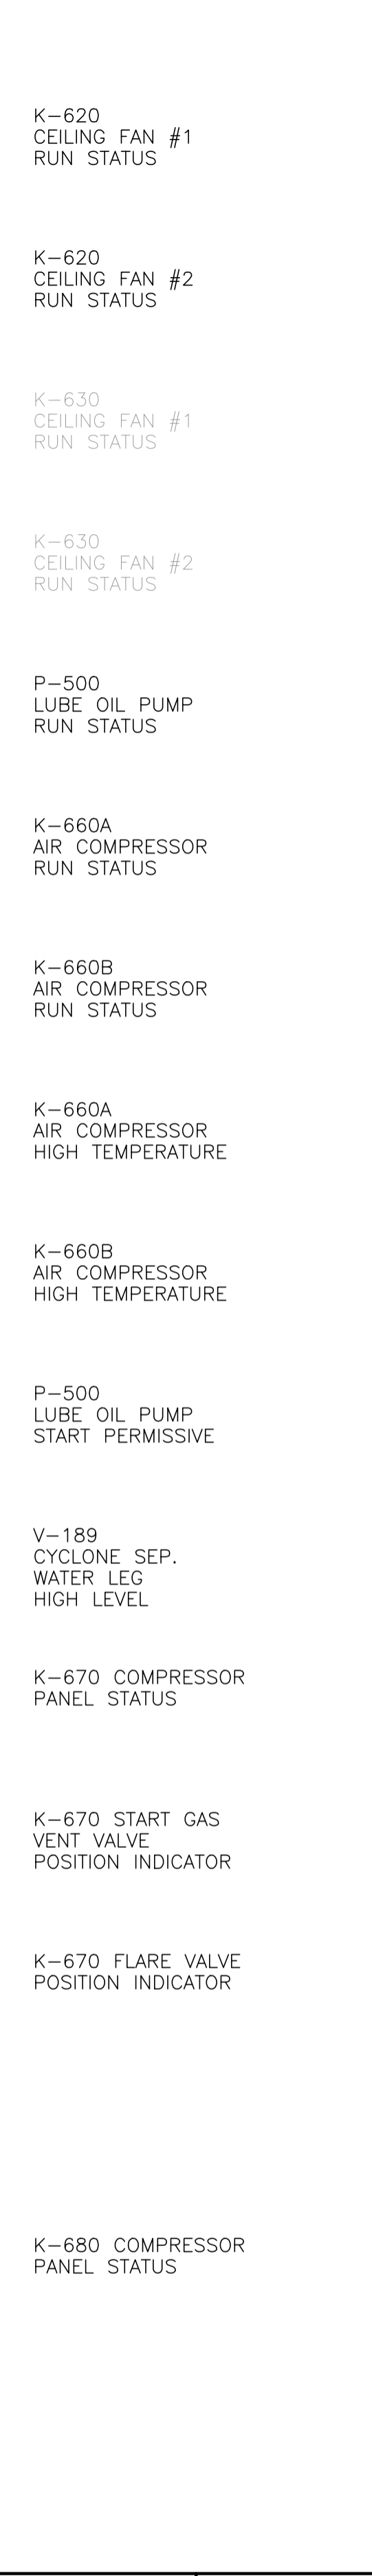 K-620
CEILING FAN #1
RUN STATUS
K-620
CEILING FAN #2
RUN STATUS
K-630
CEILING FAN #1
RUN STATUS
K-630
CEILING FAN #2
RUN STATUS
P-500
LUBE OIL PUMP
RUN STATUS
K-660A
AIR COMPRESSOR
RUN STATUS
K-660B
AIR COMPRESSOR
RUN STATUS
K-660A
AIR COMPRESSOR
HIGH TEMPERATURE
K-660B
AIR COMPRESSOR
HIGH TEMPERATURE
P-500
LUBE OIL PUMP
START PERMISSIVE
V-189
CYCLONE SEP.
WATER LEG
HIGH LEVEL
K-670 COMPRESSOR
PANEL STATUS
K-670 START GAS
VENT VALVE
POSITION INDICATOR
K-670 FLARE VALVE
POSITION INDICATOR
K-680 COMPRESSOR
PANEL STATUS